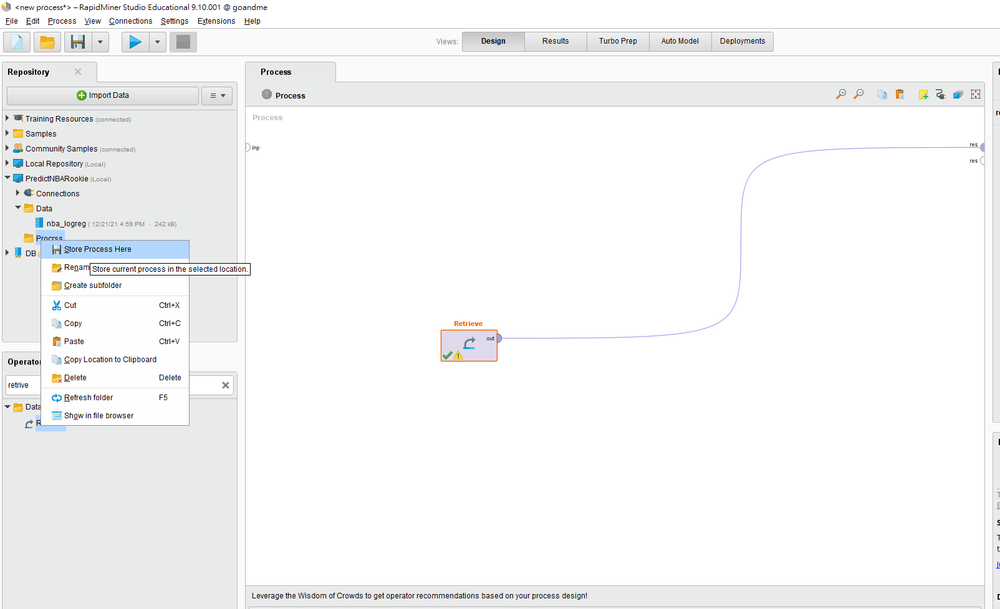 <new process*> – RapidMiner Studio Educational 9.10.001 @ goandme
File Edit Process View Connections Settings Extensions Help
Views: Design Results Turbo Prep Auto Model Deployments
Repository
Import Data
Training Resources (connected)
Samples
Community Samples (connected)
Local Repository (Local)
PredictNBARookie (Local)
Connections
Data
nba_logreg ( 12/21/21 4:59 PM – 242 kB)
Procrss
DB (
Store Process Here
Renam
Store current process in the selected location.
Create subfolder
Cut Ctrl+X
Copy Ctrl+C
Paste Ctrl+V
Copy Location to Clipboard
Delete Delete
Refresh folder F5
Show in file browser
Operator
retrive
Data
R
Process
Process
Process
inp
res
res
Retrieve
out
Leverage the Wisdom of Crowds to get operator recommendations based on your process design!